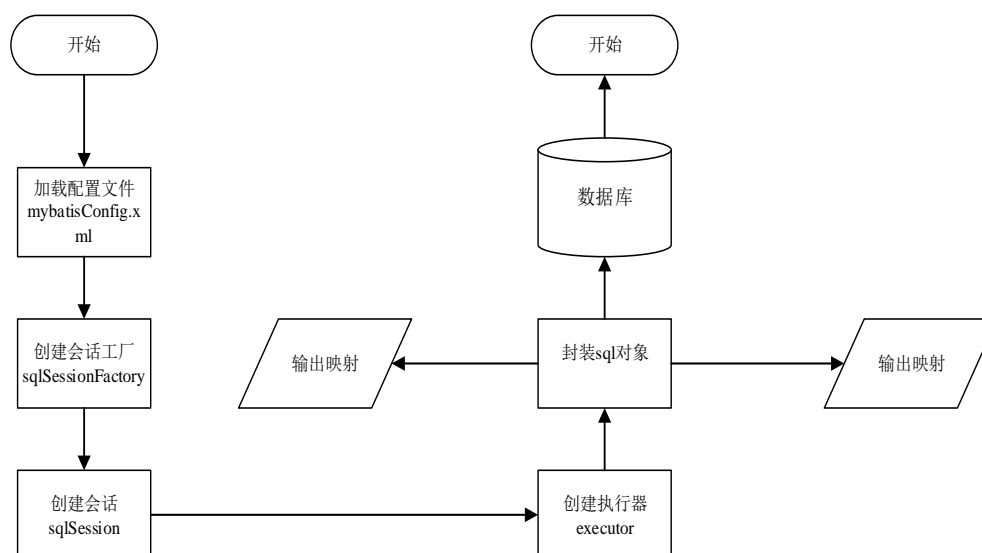 开始
加载配置文件
mybatisConfig.x
ml
创建会话工厂
sqlSessionFactory
创建会话
sqlSession
创建执行器
executor
封装sql对象
输出映射
输出映射
数据库
开始